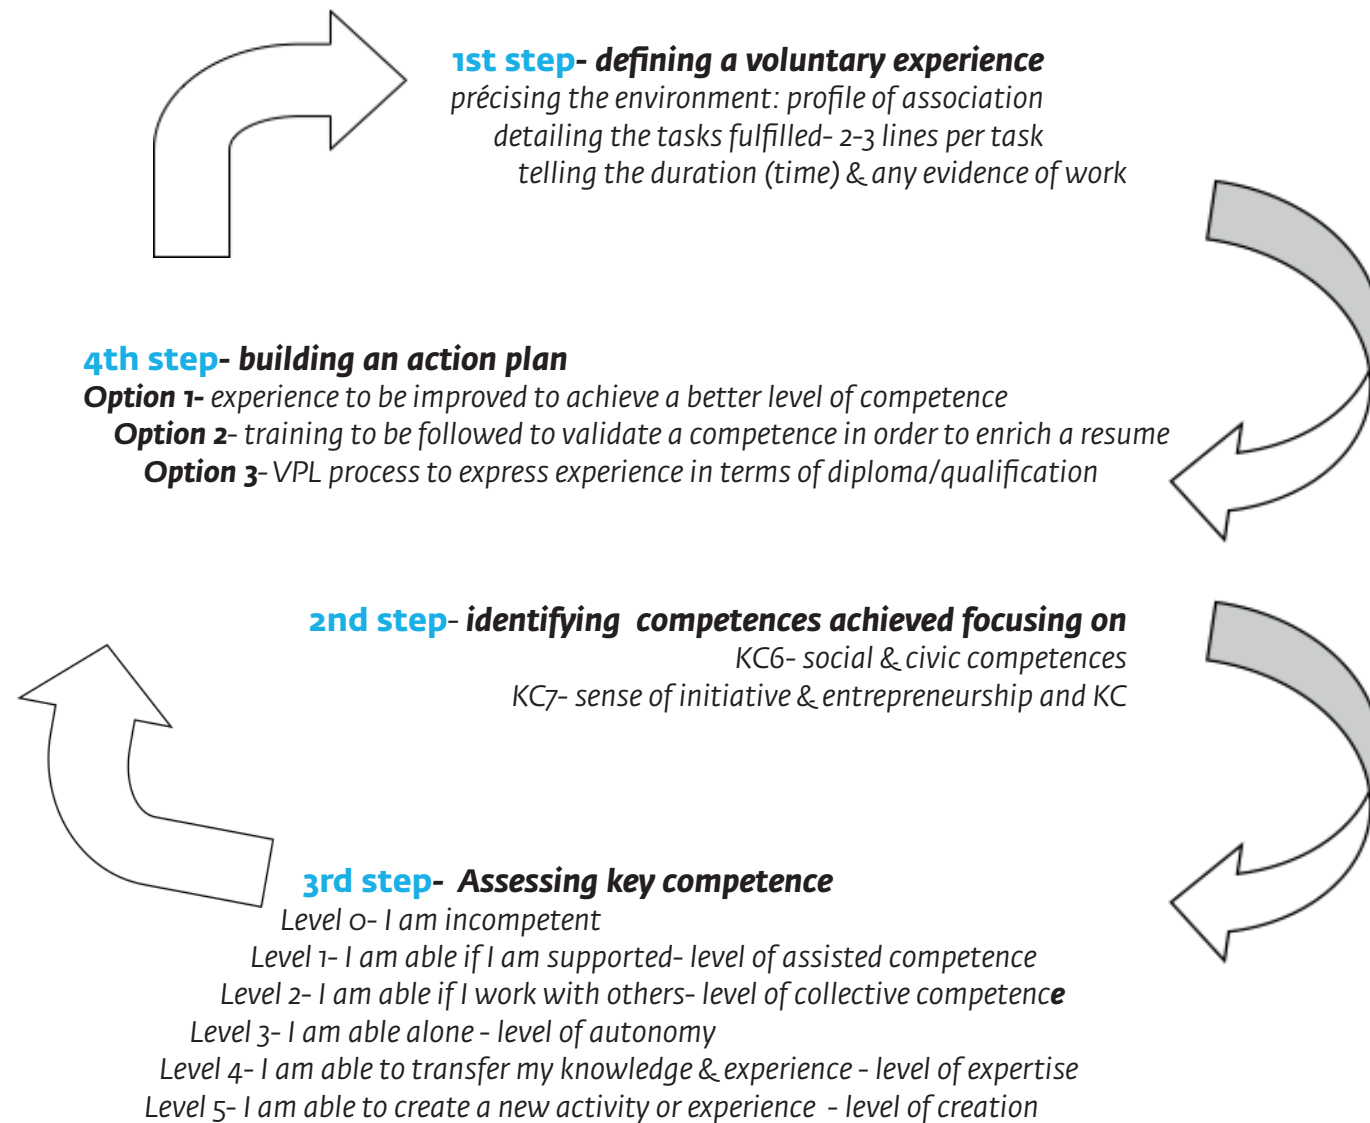 1st step- defining a voluntary experience
précising the environment: profile of association
detailing the tasks fulfilled- 2-3 lines per task
telling the duration (time) & any evidence of work
4th step- building an action plan
Option 1- experience to be improved to achieve a better level of competence
Option 2- training to be followed to validate a competence in order to enrich a resume
Option 3- VPL process to express experience in terms of diploma/qualification
2nd step- identifying competences achieved focusing on
KC6- social & civic competences
KC7- sense of initiative & entrepreneurship and KC
3rd step- Assessing key competence
Level 0- I am incompetent
Level 1- I am able if I am supported- level of assisted competence
Level 2- I am able if I work with others- level of collective competence
Level 3- I am able alone - level of autonomy
Level 4- I am able to transfer my knowledge & experience - level of expertise
Level 5- I am able to create a new activity or experience - level of creation